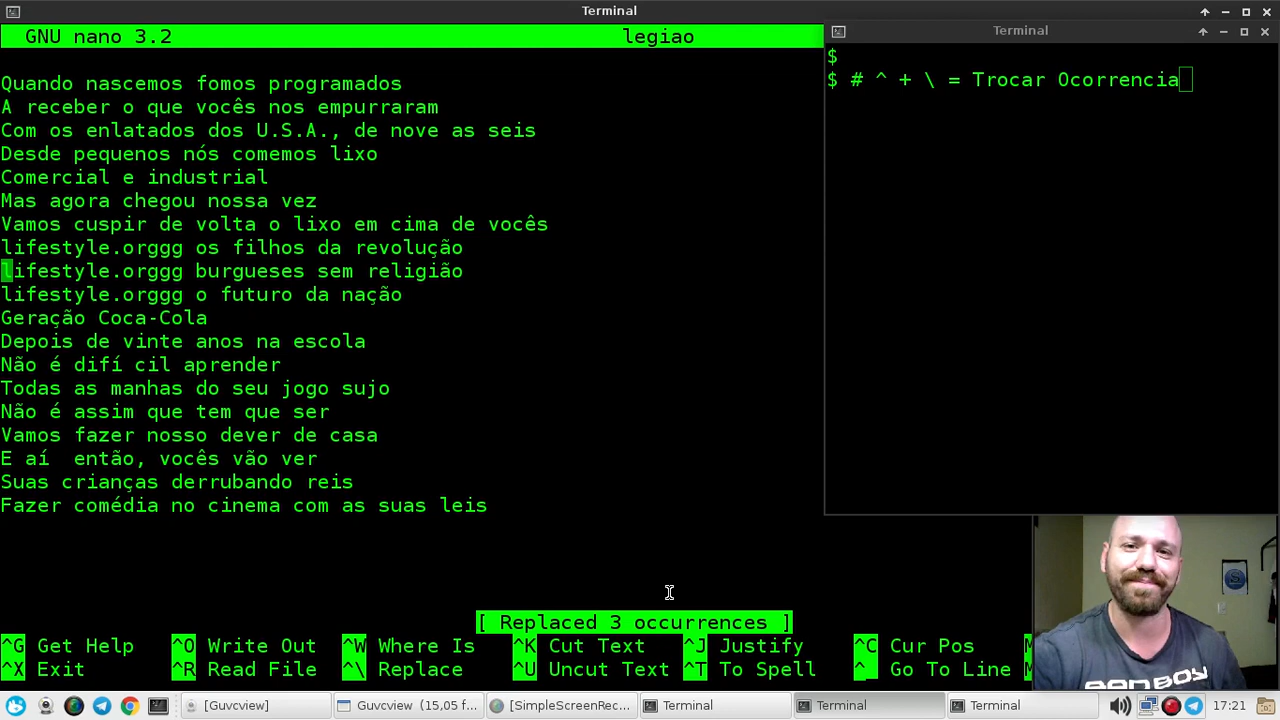 Terminal
GNU nano 3.2 legiao
Quando nascemos fomos programados
A receber o que vocês nos empurraram
Com os enlatados dos U.S.A., de nove as seis
Desde pequenos nós comemos lixo
Comercial e industrial
Mas agora chegou nossa vez
Vamos cuspir de volta o lixo em cima de vocês
lifestyle.orggg os filhos da revolução
lifestyle.orggg burgueses sem religião
lifestyle.orggg o futuro da nação
Geração Coca-Cola
Depois de vinte anos na escola
Não é difí cil aprender
Todas as manhas do seu jogo sujo
Não é assim que tem que ser
Vamos fazer nosso dever de casa
E aí  então, vocês vão ver
Suas crianças derrubando reis
Fazer comédia no cinema com as suas leis
[ Replaced 3 occurrences ]
^G Get Help ^O Write Out ^W Where Is ^K Cut Text ^J Justify ^C Cur Pos M
^X Exit ^R Read File ^\ Replace ^U Uncut Text ^T To Spell ^_ Go To Line M
Terminal
$
$ # ^ + \ = Trocar Ocorrencia
BAD BOY
[Guvcview] Guvcview (15... f... [SimpleScreenRec... Terminal Terminal Terminal 17:21